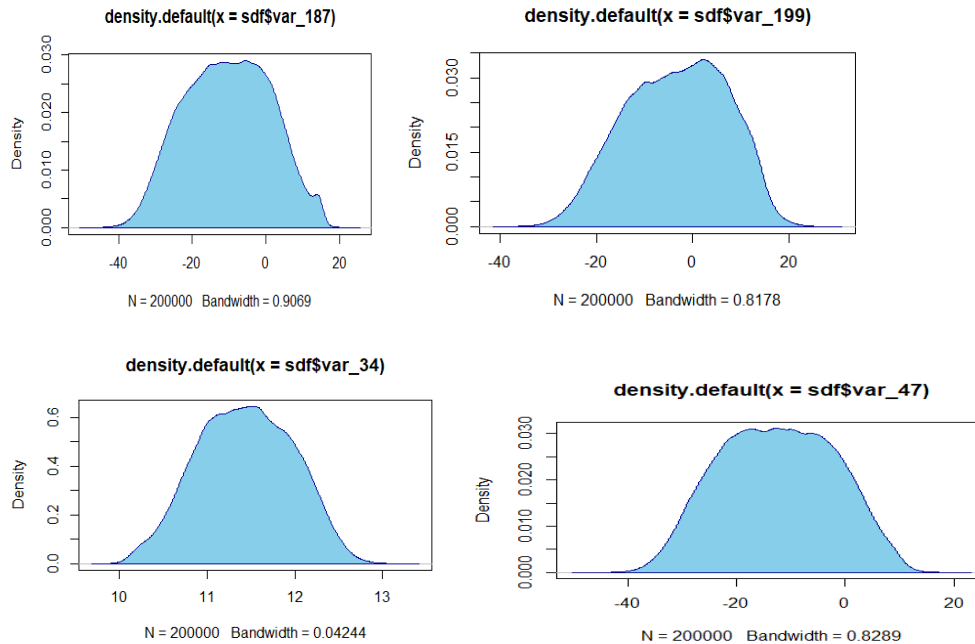 density.default(x = sdf$var_187)
Density
0.000 0.010 0.020 0.030
-40 -20 0 20
N = 200000 Bandwidth = 0.9069
density.default(x = sdf$var_199)
Density
0.000 0.015 0.030
-40 -20 0 20
N = 200000 Bandwidth = 0.8178
density.default(x = sdf$var_34)
Density
0.0 0.2 0.4 0.6
10 11 12 13
N = 200000 Bandwidth = 0.04244
density.default(x = sdf$var_47)
Density
0.000 0.010 0.020 0.030
-40 -20 0 20
N = 200000 Bandwidth = 0.8289